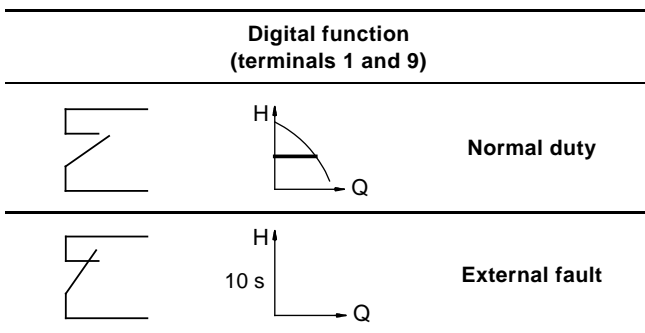 Digital function
(terminals 1 and 9)
H
Q
Normal duty
H
10 s
Q
External fault